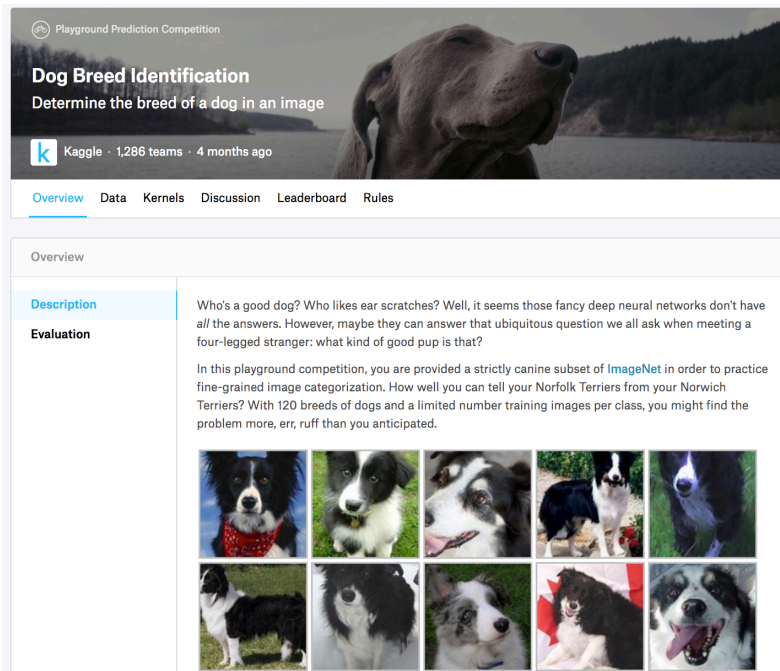 Playground Prediction Competition
Dog Breed Identification
Determine the breed of a dog in an image
k Kaggle · 1,286 teams · 4 months ago
Overview Data Kernels Discussion Leaderboard Rules
Overview
Description
Evaluation
Who's a good dog? Who likes ear scratches? Well, it seems those fancy deep neural networks don't have
all the answers. However, maybe they can answer that ubiquitous question we all ask when meeting a
four-legged stranger: what kind of good pup is that?
In this playground competition, you are provided a strictly canine subset of ImageNet in order to practice
fine-grained image categorization. How well you can tell your Norfolk Terriers from your Norwich
Terriers? With 120 breeds of dogs and a limited number training images per class, you might find the
problem more, err, ruff than you anticipated.